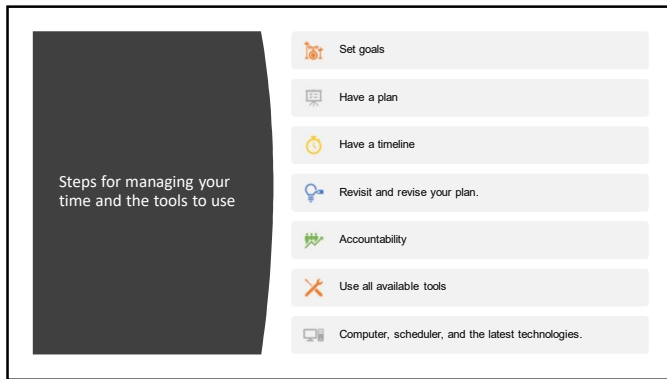 Steps for managing your
time and the tools to use
Set goals
Have a plan
Have a timeline
Revisit and revise your plan.
Accountability
Use all available tools
Computer, scheduler, and the latest technologies.